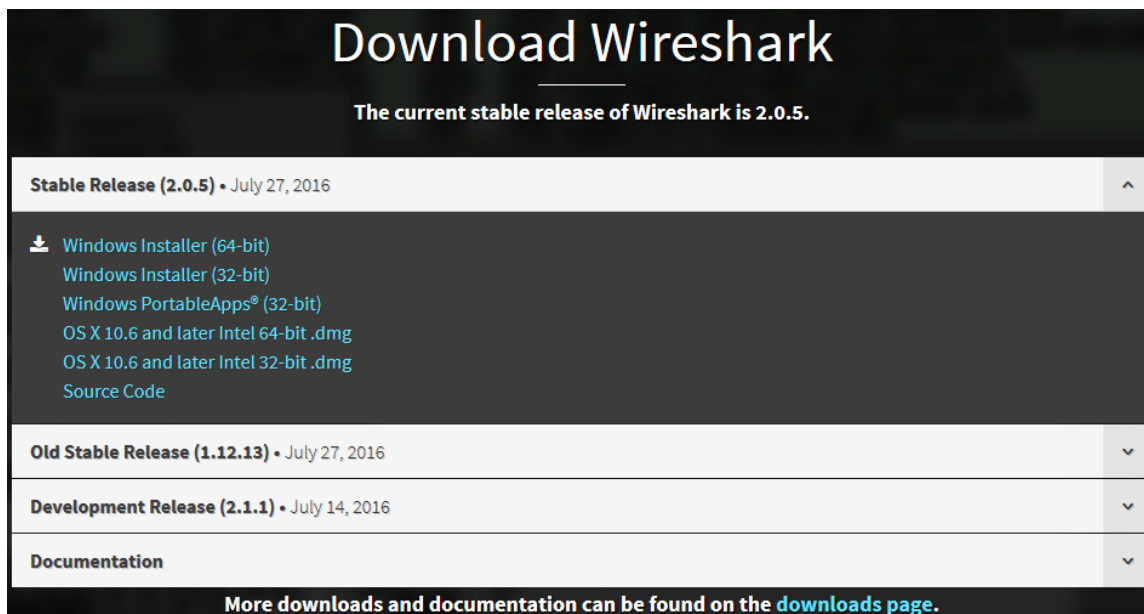 Download Wireshark
The current stable release of Wireshark is 2.0.5.
Stable Release (2.0.5) • July 27, 2016
Windows Installer (64-bit)
Windows Installer (32-bit)
Windows PortableApps® (32-bit)
OS X 10.6 and later Intel 64-bit .dmg
OS X 10.6 and later Intel 32-bit .dmg
Source Code
Old Stable Release (1.12.13) • July 27, 2016
Development Release (2.1.1) • July 14, 2016
Documentation
More downloads and documentation can be found on the downloads page.